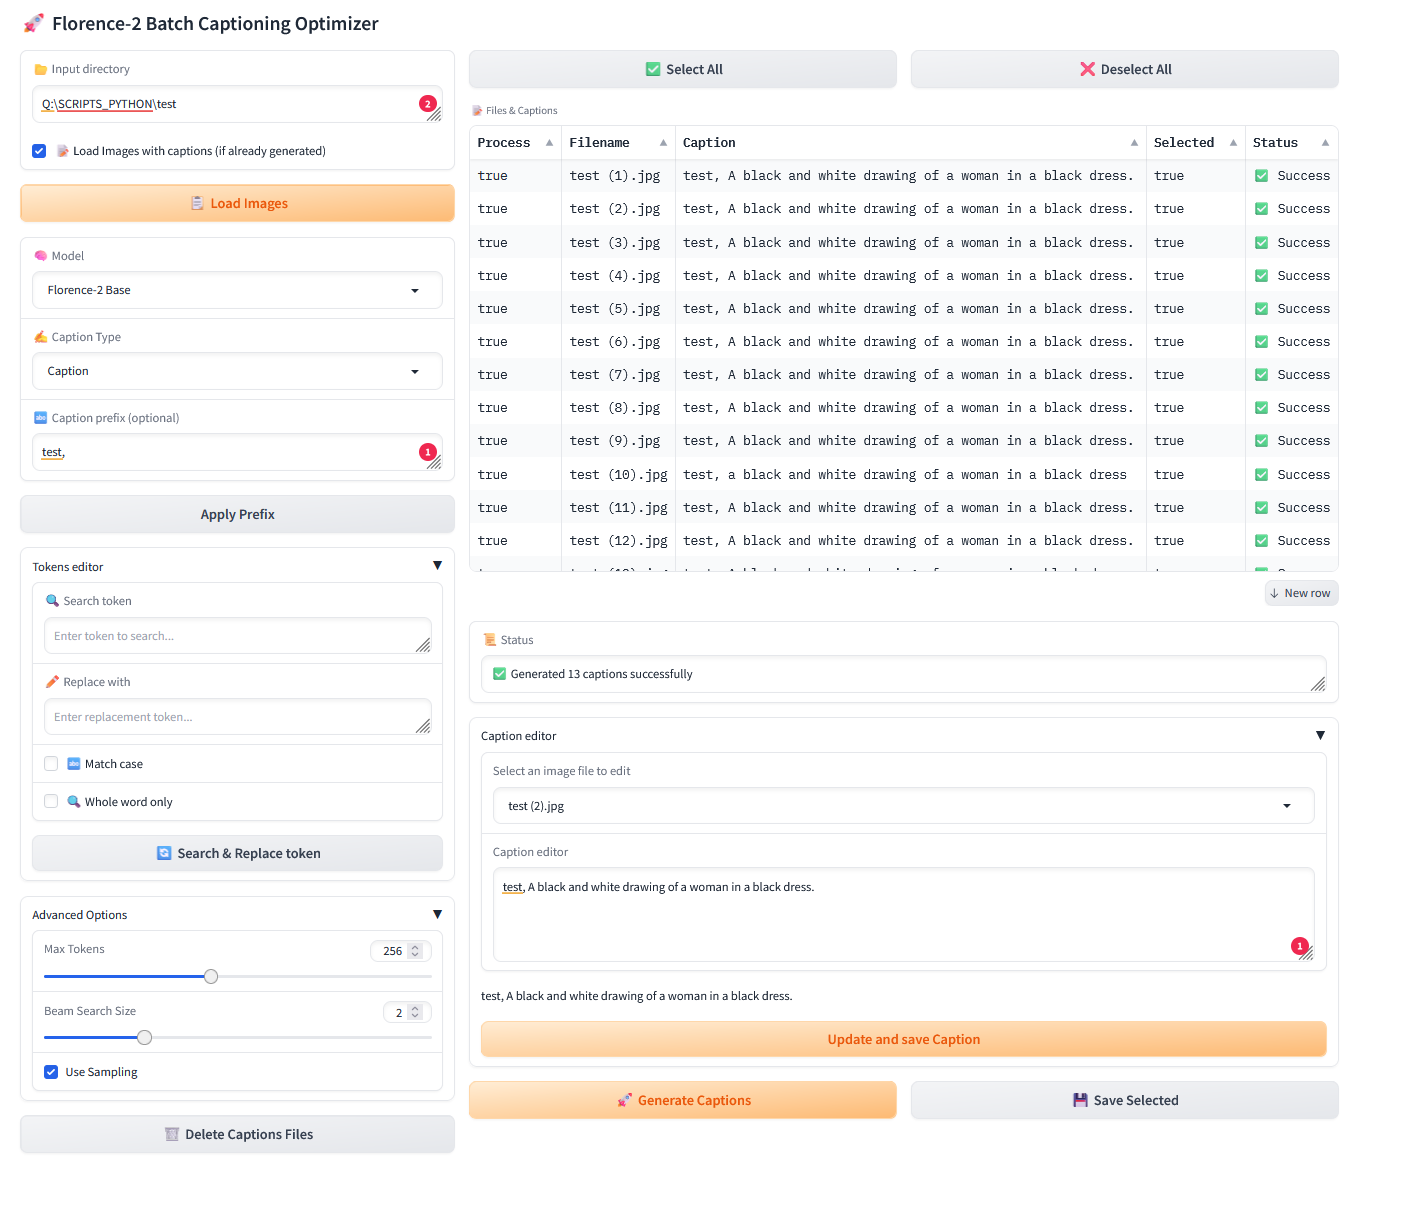 Florence-2 Batch Captioning Optimizer
Input directory
Q:\SCRIPTS_PYTHON\test
2
Load Images with captions (if already generated)
Load Images
Model
Florence-2 Base
Caption Type
Caption
abc Caption prefix (optional)
test,
1
Apply Prefix
Tokens editor ▼
Search token
Enter token to search...
Replace with
Enter replacement token...
abc Match case
Whole word only
Search & Replace token
Advanced Options ▼
Max Tokens 256
Beam Search Size 2
Use Sampling
Delete Captions Files
Select All
Deselect All
Files & Captions
Process ▲ Filename ▲ Caption ▲ Selected ▲ Status ▲
true test (1).jpg test, A black and white drawing of a woman in a black dress. true Success
true test (2).jpg test, A black and white drawing of a woman in a black dress. true Success
true test (3).jpg test, A black and white drawing of a woman in a black dress. true Success
true test (4).jpg test, A black and white drawing of a woman in a black dress. true Success
true test (5).jpg test, A black and white drawing of a woman in a black dress. true Success
true test (6).jpg test, A black and white drawing of a woman in a black dress. true Success
true test (7).jpg test, A black and white drawing of a woman in a black dress. true Success
true test (8).jpg test, A black and white drawing of a woman in a black dress. true Success
true test (9).jpg test, A black and white drawing of a woman in a black dress. true Success
true test (10).jpg test, a black and white drawing of a woman in a black dress true Success
true test (11).jpg test, A black and white drawing of a woman in a black dress. true Success
true test (12).jpg test, A black and white drawing of a woman in a black dress. true Success
↓ New row
Status
Generated 13 captions successfully
Caption editor ▼
Select an image file to edit
test (2).jpg
Caption editor
test, A black and white drawing of a woman in a black dress.
1
test, A black and white drawing of a woman in a black dress.
Update and save Caption
Generate Captions
Save Selected